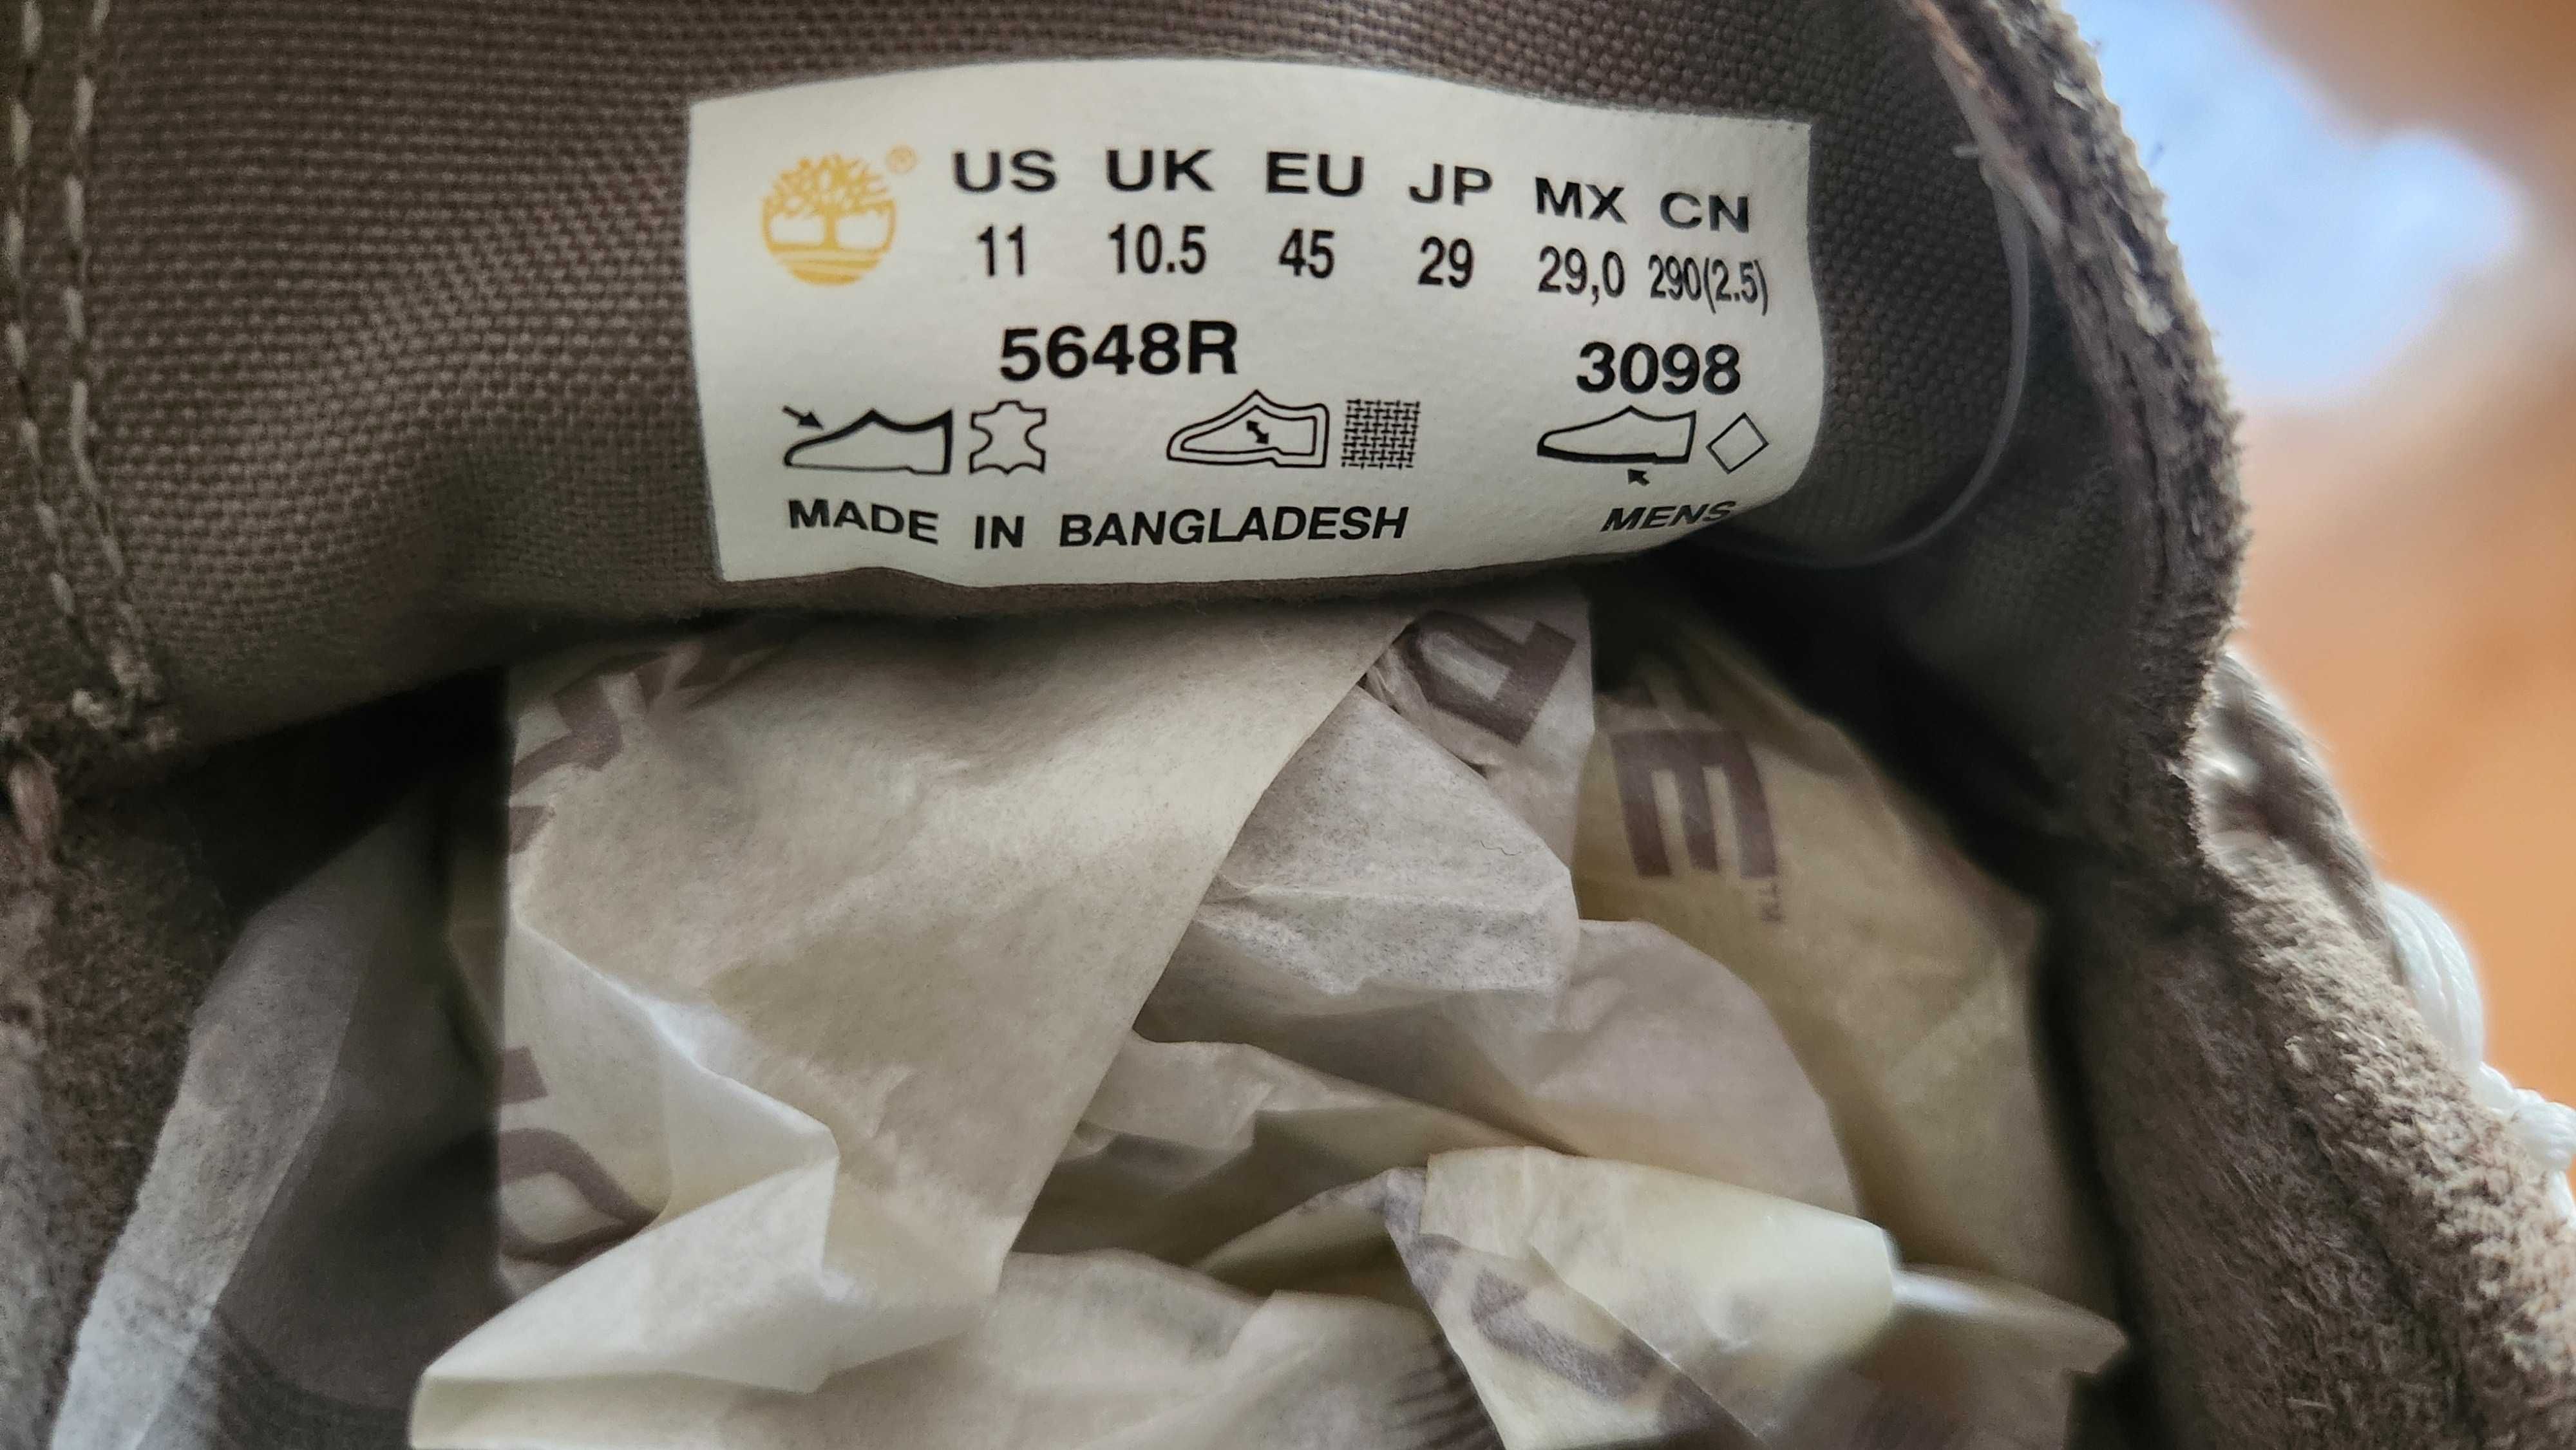 ® US UK EU JP MX CN
11 10.5 45 29 29,0 290(2.5)
5648R 3098
MADE IN BANGLADESH MENS
P
E